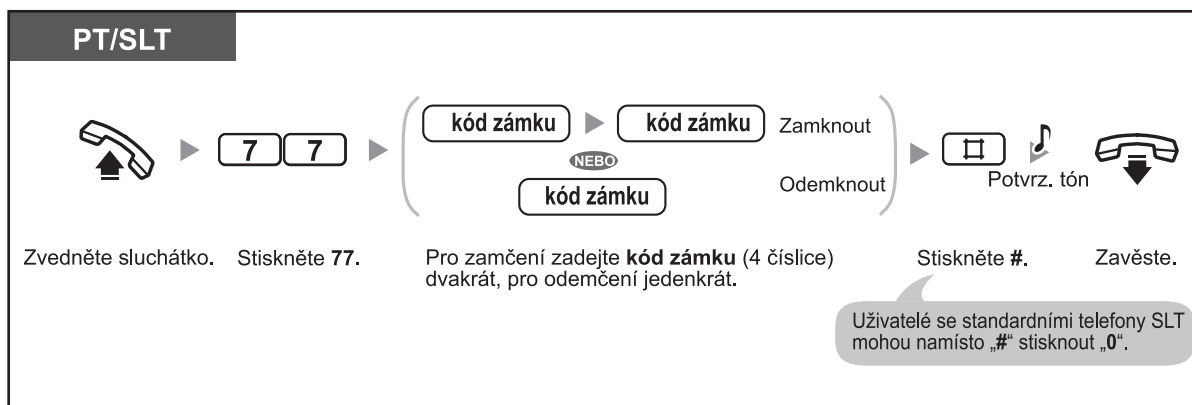 PT/SLT
7 7
kód zámku kód zámku Zamknout
NEBO
kód zámku Odemknout
# Potvrz. tón
Zvedněte sluchátko. Stiskněte 77. Pro zamčení zadejte kód zámku (4 číslice) dvakrát, pro odemčení jedenkrát. Stiskněte #. Zavěste.
Uživatelé se standardními telefony SLT
mohou namísto „#“ stisknout „0“.